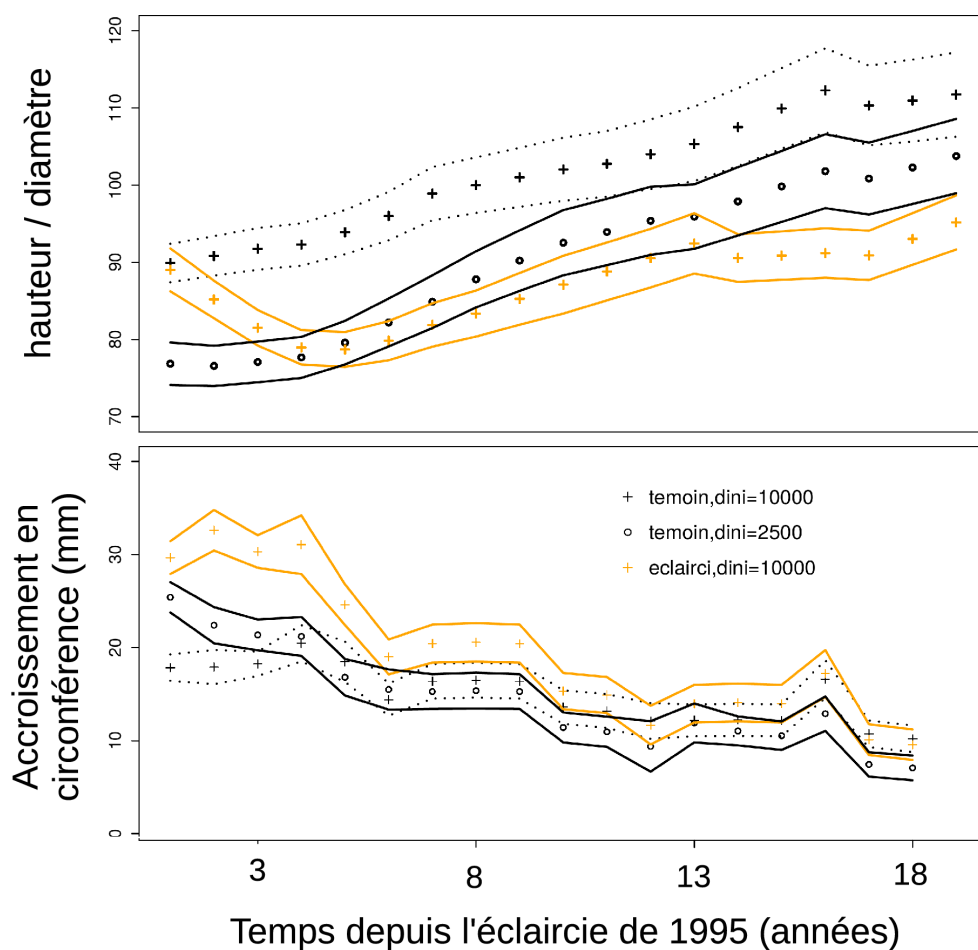 hauteur / diamètre
120
110
100
90
80
70
Accroissement en
circonférence (mm)
40
30
20
10
0
temoin,dini=10000
temoin,dini=2500
eclairci,dini=10000
3
8
13
18
Temps depuis l'éclaircie de 1995 (années)